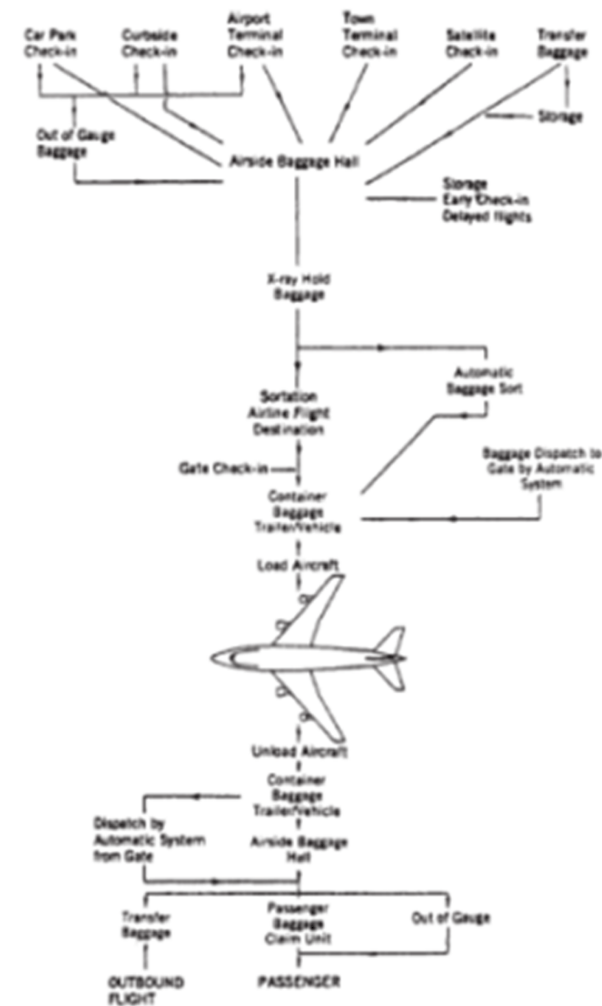 Car Park
Check-in
Curbside
Check-in
Airport
Terminal
Check-in
Town
Terminal
Check-in
Satellite
Check-in
Transfer
Baggage
Out of Gauge
Baggage
Storage
Airside Baggage Hall
Storage
Early Check-in
Delayed flights
X-ray Hold
Baggage
Automatic
Baggage Sort
Sortation
Airline Flight
Destination
Baggage Dispatch to
Gate by Automatic
System
Gate Check-in
Container
Baggage
Trailer/Vehicle
Load Aircraft
Unload Aircraft
Container
Baggage
Trailer/Vehicle
Dispatch by
Automatic System
from Gate
Airside Baggage
Hall
Transfer
Baggage
Passenger
Baggage
Claim Unit
Out of Gauge
OUTBOUND
FLIGHT
PASSENGER